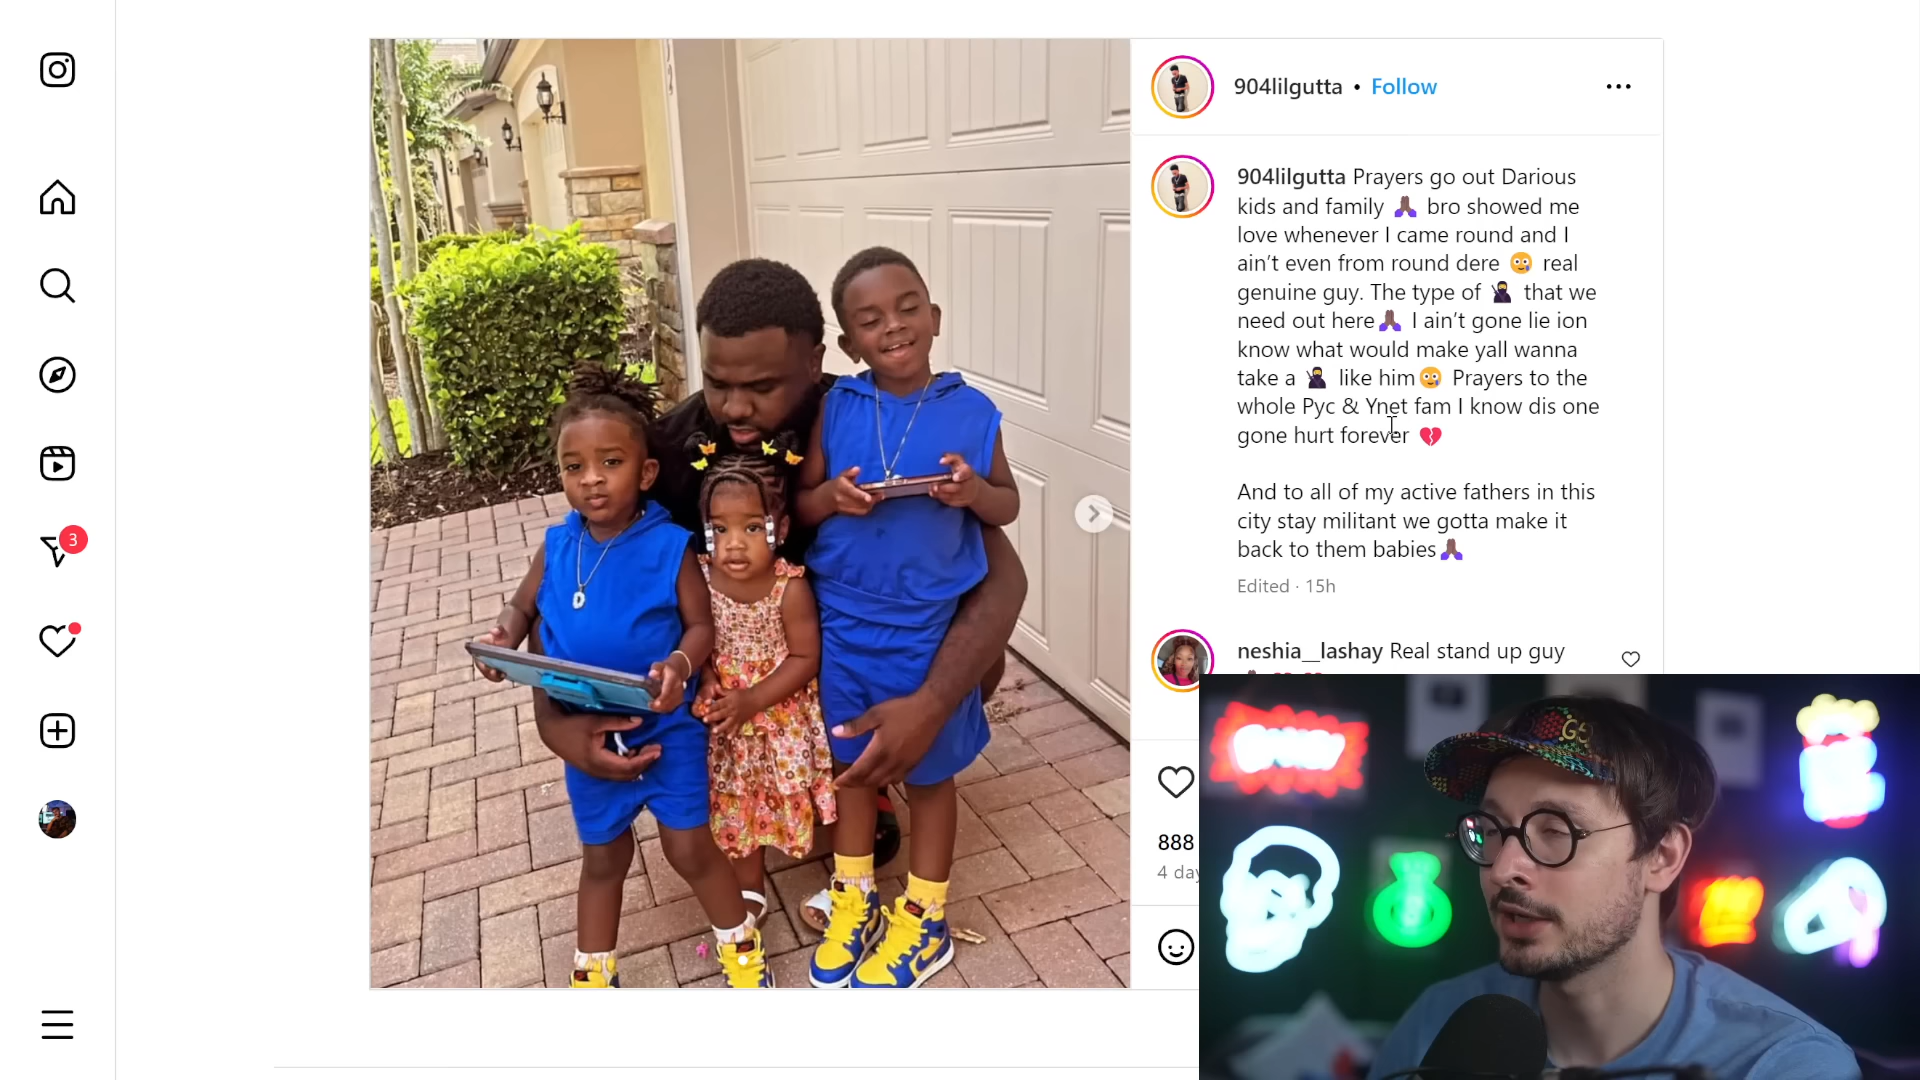 904lilgutta • Follow
904lilgutta Prayers go out Darious
kids and family 🙏🏾 bro showed me
love whenever I came round and I
ain’t even from round dere 🥲 real
genuine guy. The type of 🥷🏿 that we
need out here🙏🏾 I ain’t gone lie ion
know what would make yall wanna
take a 🥷🏿 like him🥲 Prayers to the
whole Pyc & Ynet fam I know dis one
gone hurt forever 💔
And to all of my active fathers in this
city stay militant we gotta make it
back to them babies🙏🏾
Edited · 15h
neshia__lashay Real stand up guy
888
4 day
3